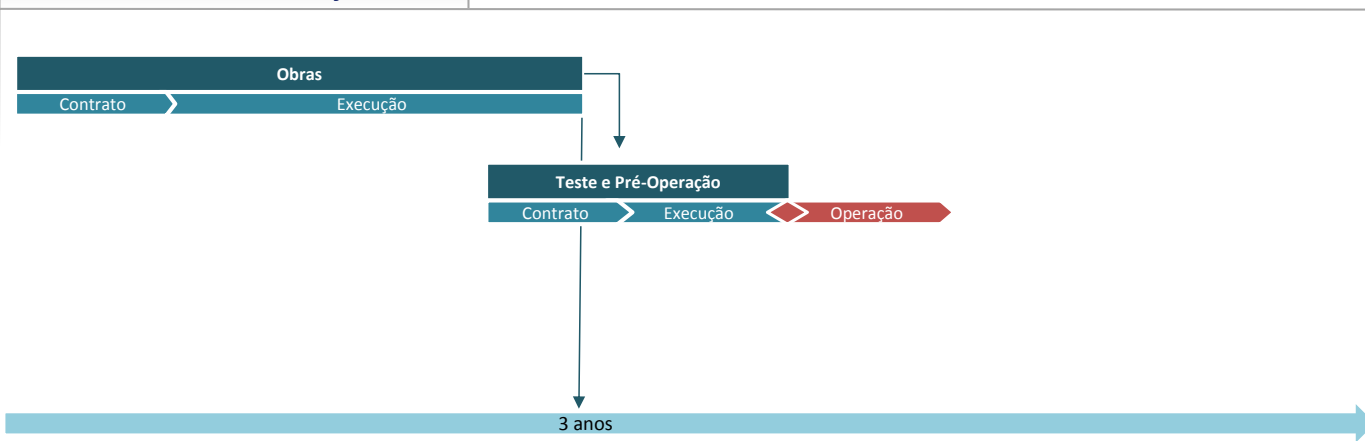 Obras
Contrato
Execução
Teste e Pré-Operação
Contrato
Execução
Operação
3 anos